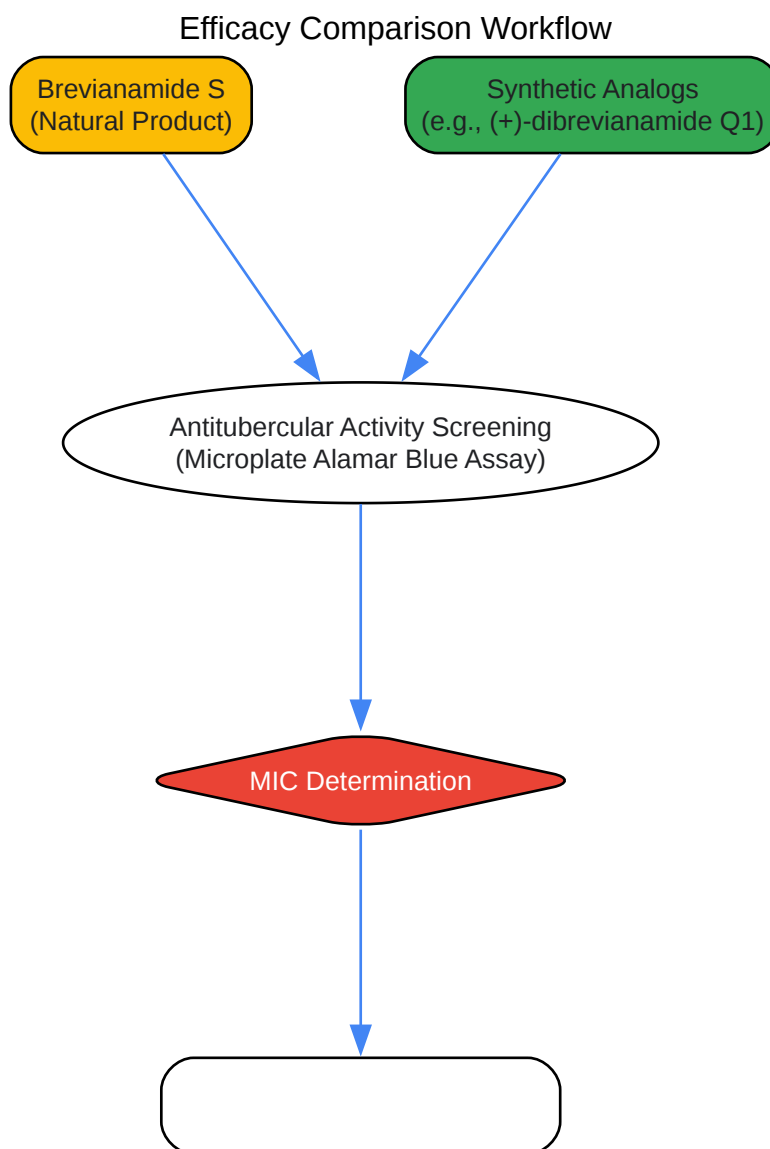 Efficacy Comparison Workflow
Brevianamide S
(Natural Product)
Synthetic Analogs
(e.g., (+)-dibrevianamide Q1)
Antitubercular Activity Screening
(Microplate Alamar Blue Assay)
MIC Determination